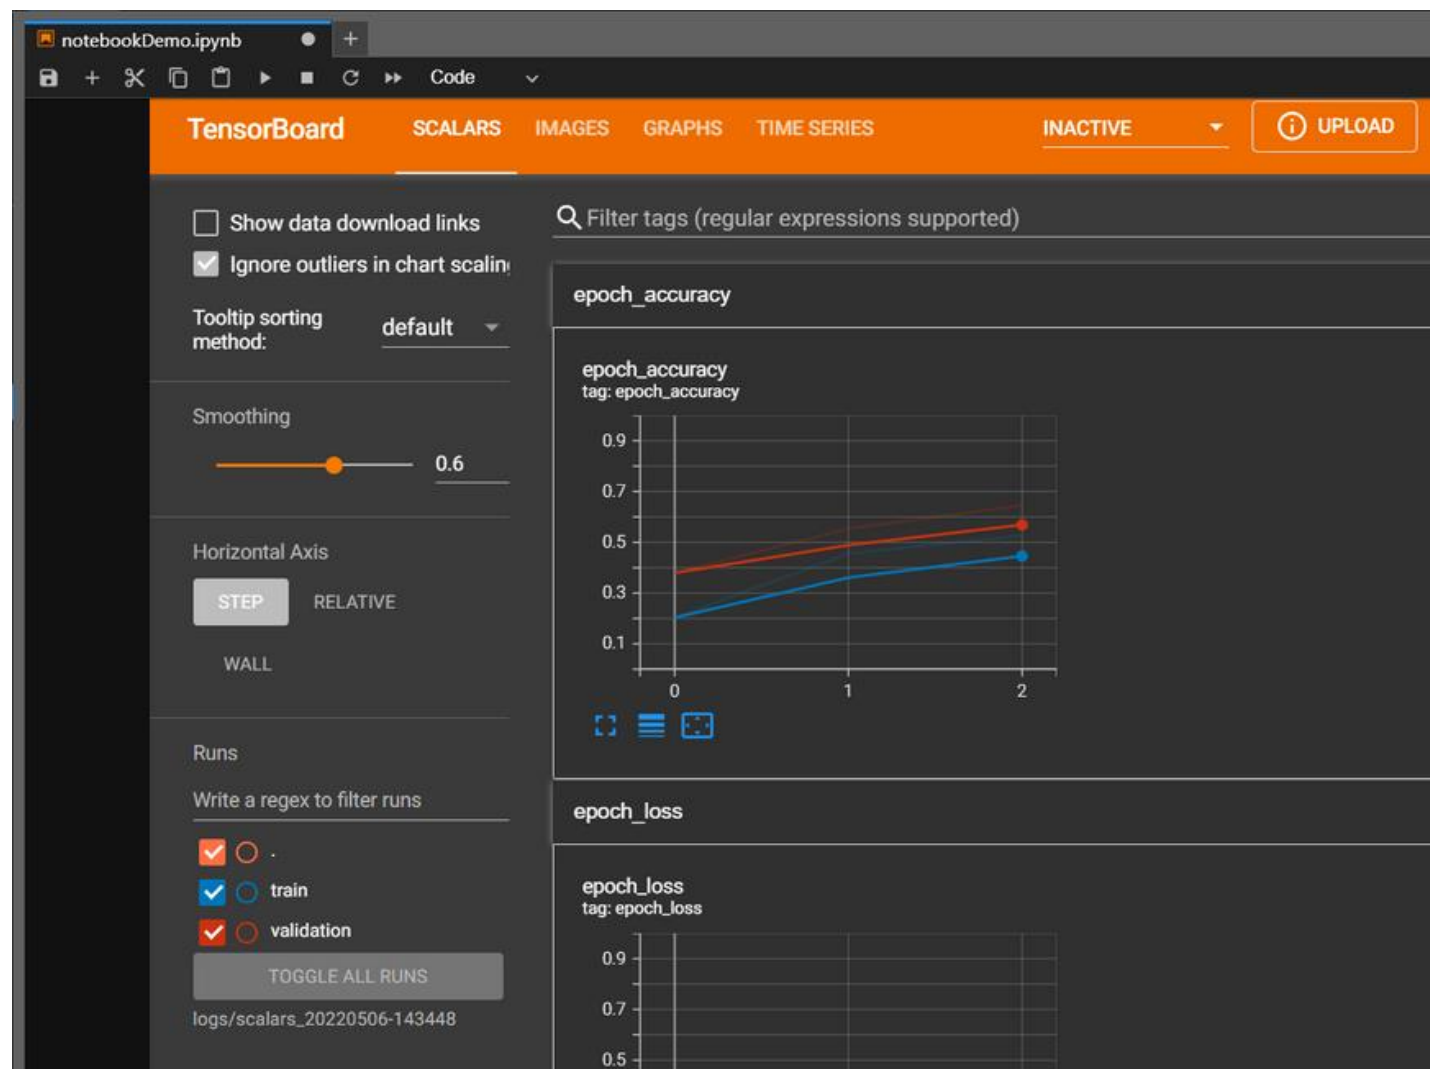 notebookDemo.ipynb
Code
TensorBoard SCALARS IMAGES GRAPHS TIME SERIES INACTIVE UPLOAD
Show data download links
Ignore outliers in chart scaling
Tooltip sorting
method:
default
Smoothing
0.6
Horizontal Axis
STEP RELATIVE
WALL
Runs
Write a regex to filter runs
.
train
validation
TOGGLE ALL RUNS
logs/scalars_20220506-143448
Filter tags (regular expressions supported)
epoch_accuracy
epoch_accuracy
tag: epoch_accuracy
0.9
0.7
0.5
0.3
0.1
0 1 2
epoch_loss
epoch_loss
tag: epoch_loss
0.9
0.7
0.5